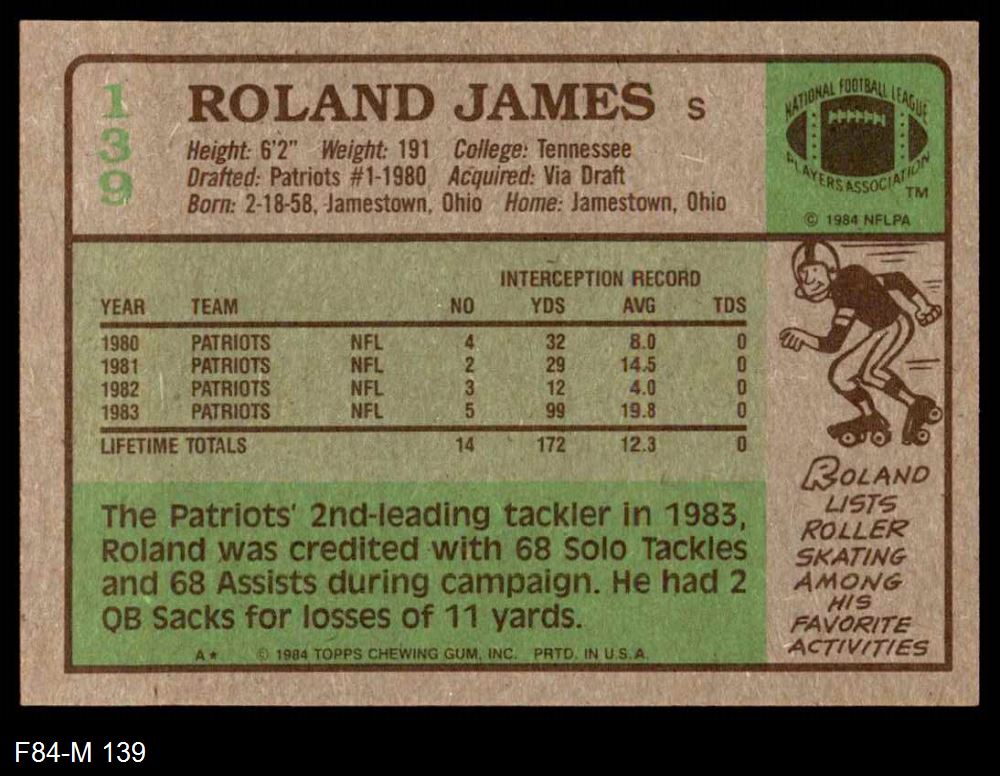 139
ROLAND JAMES S
Height: 6'2" Weight: 191 College: Tennessee
Drafted: Patriots #1-1980 Acquired: Via Draft
Born: 2-18-58, Jamestown, Ohio Home: Jamestown, Ohio
NATIONAL FOOTBALL LEAGUE
PLAYERS ASSOCIATION
TM
© 1984 NFLPA
INTERCEPTION RECORD
YEAR TEAM NO YDS AVG TDS
1980 PATRIOTS NFL 4 32 8.0 0
1981 PATRIOTS NFL 2 29 14.5 0
1982 PATRIOTS NFL 3 12 4.0 0
1983 PATRIOTS NFL 5 99 19.8 0
LIFETIME TOTALS 14 172 12.3 0
The Patriots' 2nd-leading tackler in 1983,
Roland was credited with 68 Solo Tackles
and 68 Assists during campaign. He had 2
QB Sacks for losses of 11 yards.
A* © 1984 TOPPS CHEWING GUM, INC. PRTD. IN U.S.A.
ROLAND
LISTS
ROLLER
SKATING
AMONG
HIS
FAVORITE
ACTIVITIES
F84-M 139